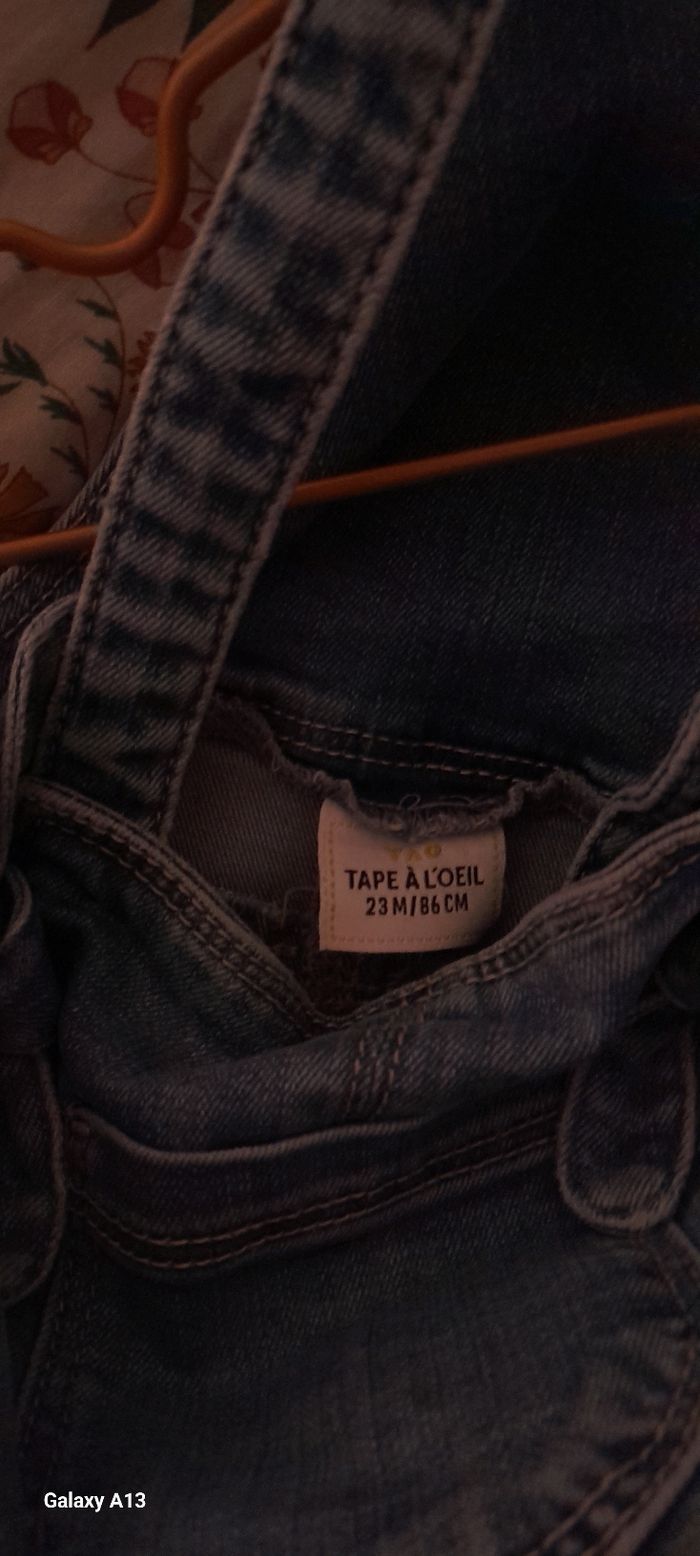 TAPE À L'OEIL
23M/86CM
Galaxy A13